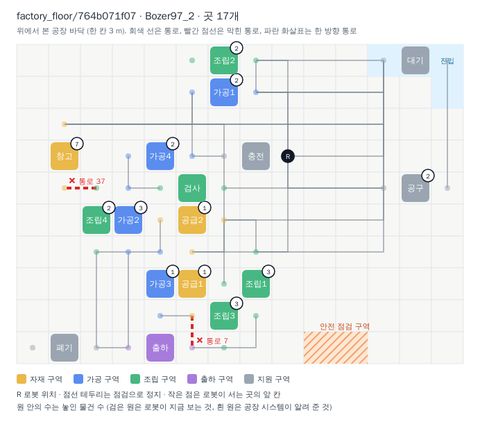 factory_floor/764b071f07 · Bozer97_2 · 곳 17개
위에서 본 공장 바닥 (한 칸 3 m). 회색 선은 통로, 빨간 점선은 막힌 통로, 파란 화살표는 한 방향 통로
조립2 2
대기
진입
가공1 2
창고 7
가공4 2
충전
R
✖ 통로 37
검사
공구 2
조립4 2
가공2 3
공급2 1
가공3 1
공급1 1
조립1 3
조립3 3
안전 점검 구역
✖ 통로 7
폐기
출하
자재 구역 가공 구역 조립 구역 출하 구역 지원 구역
R 로봇 위치 · 점선 테두리는 점검으로 정지 · 작은 점은 로봇이 서는 곳의 앞 칸
원 안의 수는 놓인 물건 수 (검은 원은 로봇이 지금 보는 것, 흰 원은 공장 시스템이 알려 준 것)